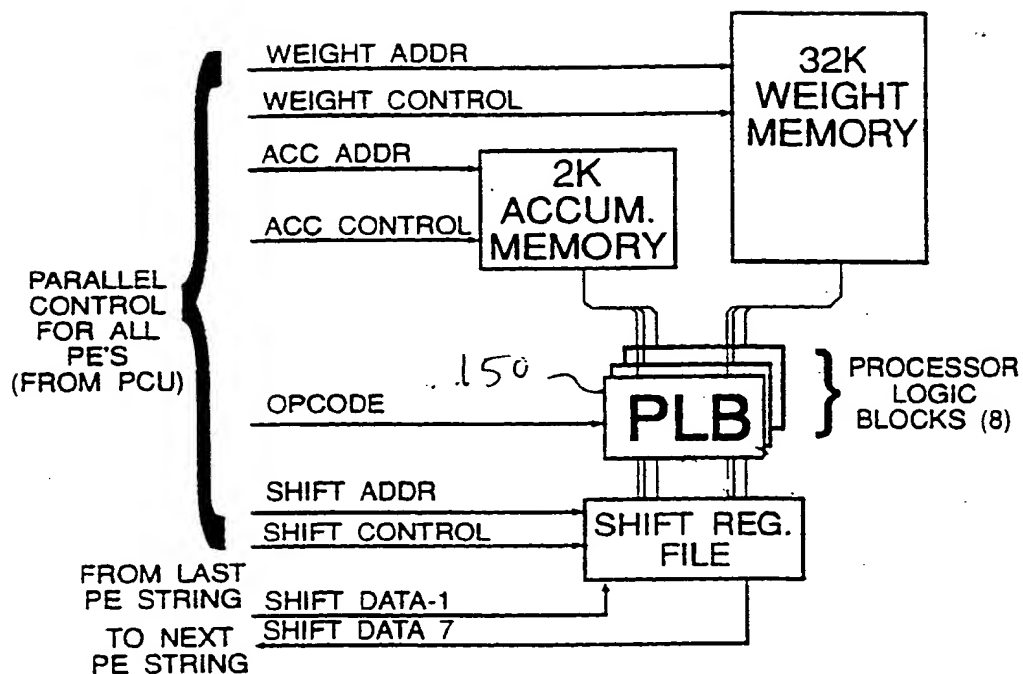 WEIGHT ADDR
WEIGHT CONTROL
32K
WEIGHT
MEMORY
ACC ADDR
ACC CONTROL
2K
ACCUM.
MEMORY
PARALLEL
CONTROL
FOR ALL
PE'S
(FROM PCU)
150
OPCODE
PLB
PROCESSOR
LOGIC
BLOCKS (8)
SHIFT ADDR
SHIFT CONTROL
SHIFT REG.
FILE
FROM LAST
PE STRING
SHIFT DATA-1
SHIFT DATA 7
TO NEXT
PE STRING